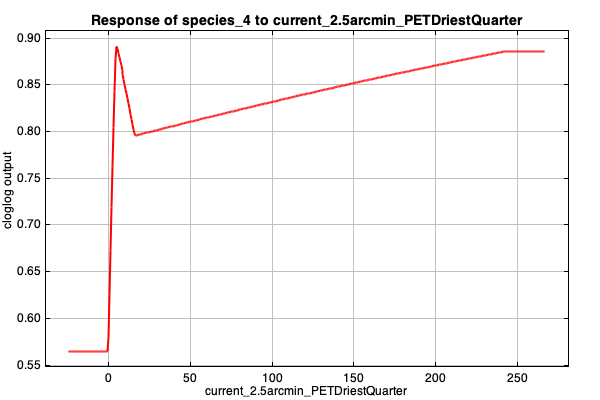 Response of species_4 to current_2.5arcmin_PETDriestQuarter
0.90
0.85
0.80
0.75
0.70
0.65
0.60
0.55
cloglog output
0 50 100 150 200 250
current_2.5arcmin_PETDriestQuarter